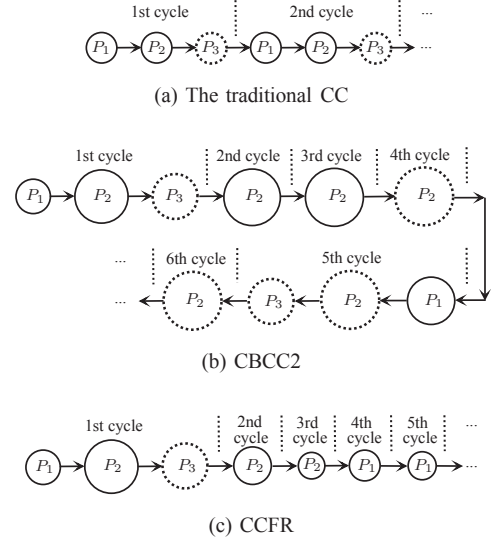 1st cycle 2nd cycle ...
P1 P2 P3 P1 P2 P3 ...
(a) The traditional CC
1st cycle 2nd cycle 3rd cycle 4th cycle
P1 P2 P3 P2 P2 P2
... 6th cycle 5th cycle
... P2 P3 P2 P1
(b) CBCC2
1st cycle 2nd cycle 3rd cycle 4th cycle 5th cycle ...
P1 P2 P3 P2 P2 P1 P1 ...
(c) CCFR